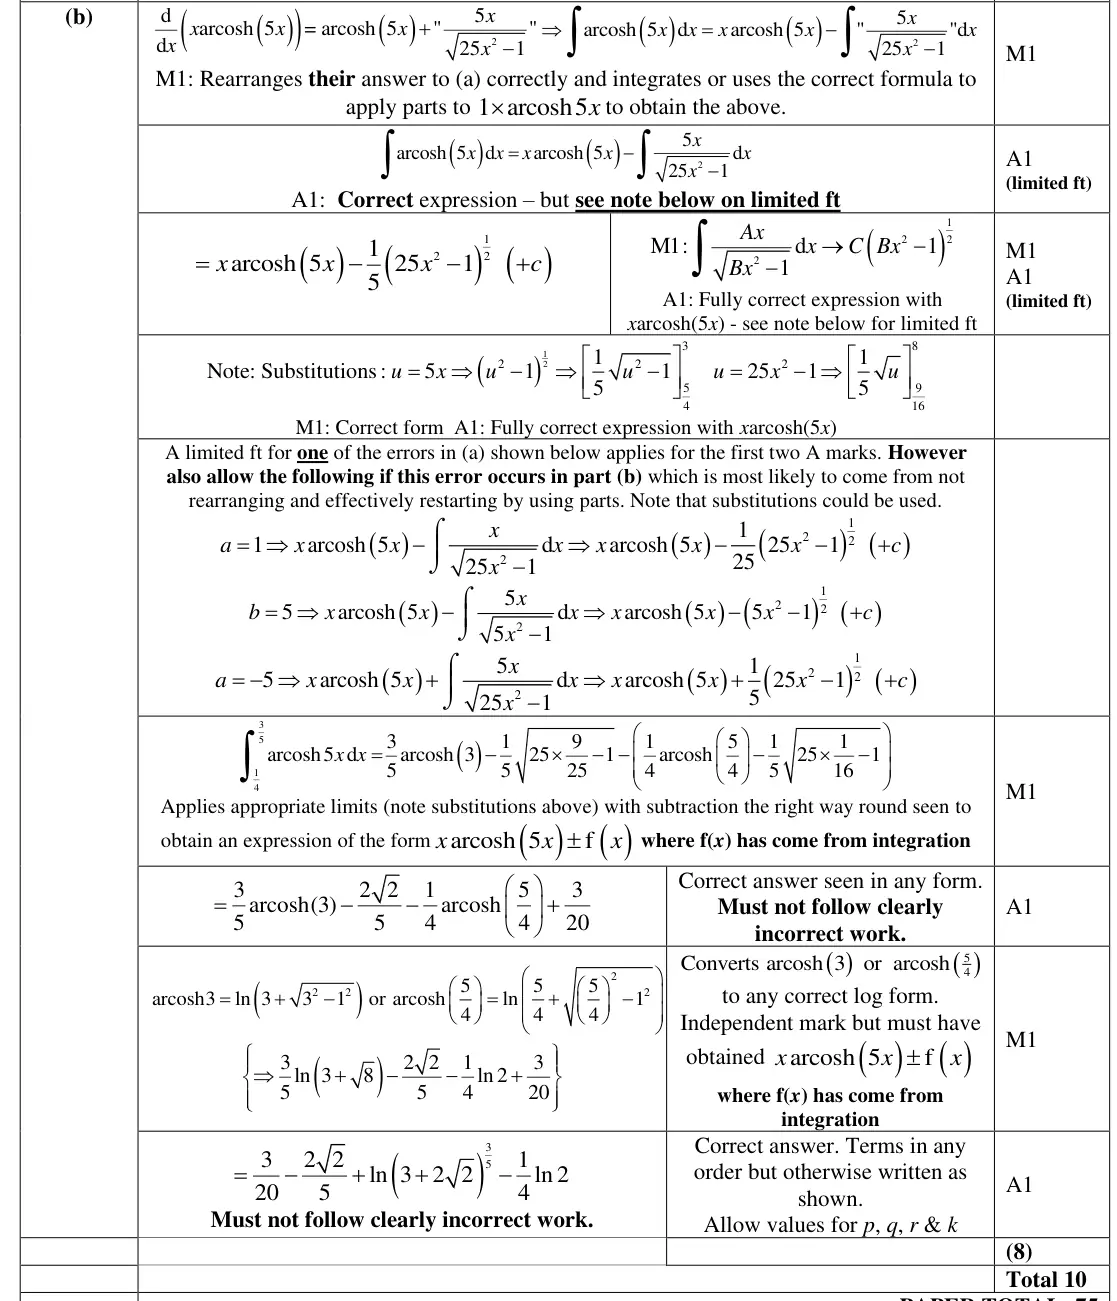 (b)
d/dx (xarcosh(5x)) = arcosh(5x) + " 5x/√(25x² − 1) " ⇒ ∫ arcosh(5x) dx = x arcosh(5x) − ∫ " 5x/√(25x² − 1) " dx
M1: Rearranges their answer to (a) correctly and integrates or uses the correct formula to
apply parts to 1×arcosh5x to obtain the above.
M1
∫ arcosh(5x) dx = x arcosh(5x) − ∫ 5x/√(25x² − 1) dx
A1: Correct expression – but see note below on limited ft
A1
(limited ft)
= x arcosh(5x) − 1/5 (25x² − 1)^(1/2) (+c)
M1: ∫ Ax/√(Bx² − 1) dx → C(Bx² − 1)^(1/2)
A1: Fully correct expression with
xarcosh(5x) - see note below for limited ft
M1
A1
(limited ft)
Note: Substitutions : u = 5x ⇒ (u² − 1)^(1/2) ⇒ [1/5 √(u² − 1)]_(5/4)^3 u = 25x² − 1 ⇒ [1/5 √u]_(9/16)^8
M1: Correct form A1: Fully correct expression with xarcosh(5x)
A limited ft for one of the errors in (a) shown below applies for the first two A marks. However
also allow the following if this error occurs in part (b) which is most likely to come from not
rearranging and effectively restarting by using parts. Note that substitutions could be used.
a = 1 ⇒ x arcosh(5x) − ∫ x/√(25x² − 1) dx ⇒ x arcosh(5x) − 1/25 (25x² − 1)^(1/2) (+c)
b = 5 ⇒ x arcosh(5x) − ∫ 5x/√(5x² − 1) dx ⇒ x arcosh(5x) − (5x² − 1)^(1/2) (+c)
a = −5 ⇒ x arcosh(5x) + ∫ 5x/√(25x² − 1) dx ⇒ x arcosh(5x) + 1/5 (25x² − 1)^(1/2) (+c)
∫_(1/4)^(3/5) arcosh5x dx = 3/5 arcosh(3) − 1/5 √(25 × 9/25 − 1) − (1/4 arcosh(5/4) − 1/5 √(25 × 1/16 − 1))
Applies appropriate limits (note substitutions above) with subtraction the right way round seen to
obtain an expression of the form x arcosh(5x) ± f(x) where f(x) has come from integration
M1
= 3/5 arcosh(3) − 2√2/5 − 1/4 arcosh(5/4) + 3/20
Correct answer seen in any form.
Must not follow clearly
incorrect work.
A1
arcosh3 = ln(3 + √(3² − 1²)) or arcosh(5/4) = ln(5/4 + √((5/4)² − 1²))
{⇒ 3/5 ln(3 + √8) − 2√2/5 − 1/4 ln 2 + 3/20}
Converts arcosh(3) or arcosh(5/4)
to any correct log form.
Independent mark but must have
obtained x arcosh(5x) ± f(x)
where f(x) has come from
integration
M1
= 3/20 − 2√2/5 + ln(3 + 2√2)^(3/5) − 1/4 ln 2
Must not follow clearly incorrect work.
Correct answer. Terms in any
order but otherwise written as
shown.
Allow values for p, q, r & k
A1
(8)
Total 10